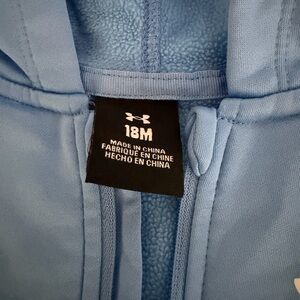 18M
MADE IN CHINA
FABRIQUÉ EN CHINE
HECHO EN CHINA